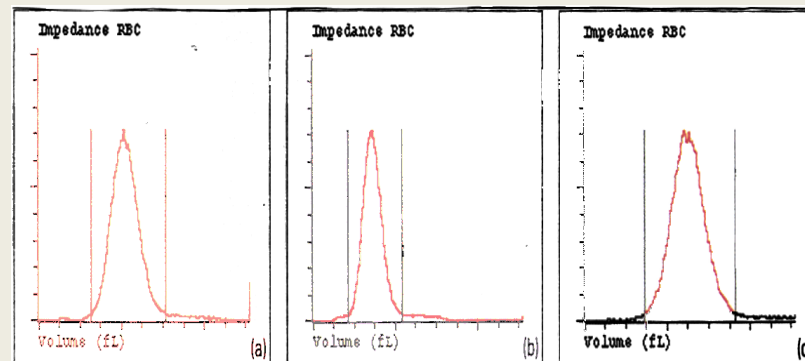 Impedance RBC
Volume (fL)
(a)
Impedance RBC
Volume (fL)
(b)
Impedance RBC
Volume (fL)